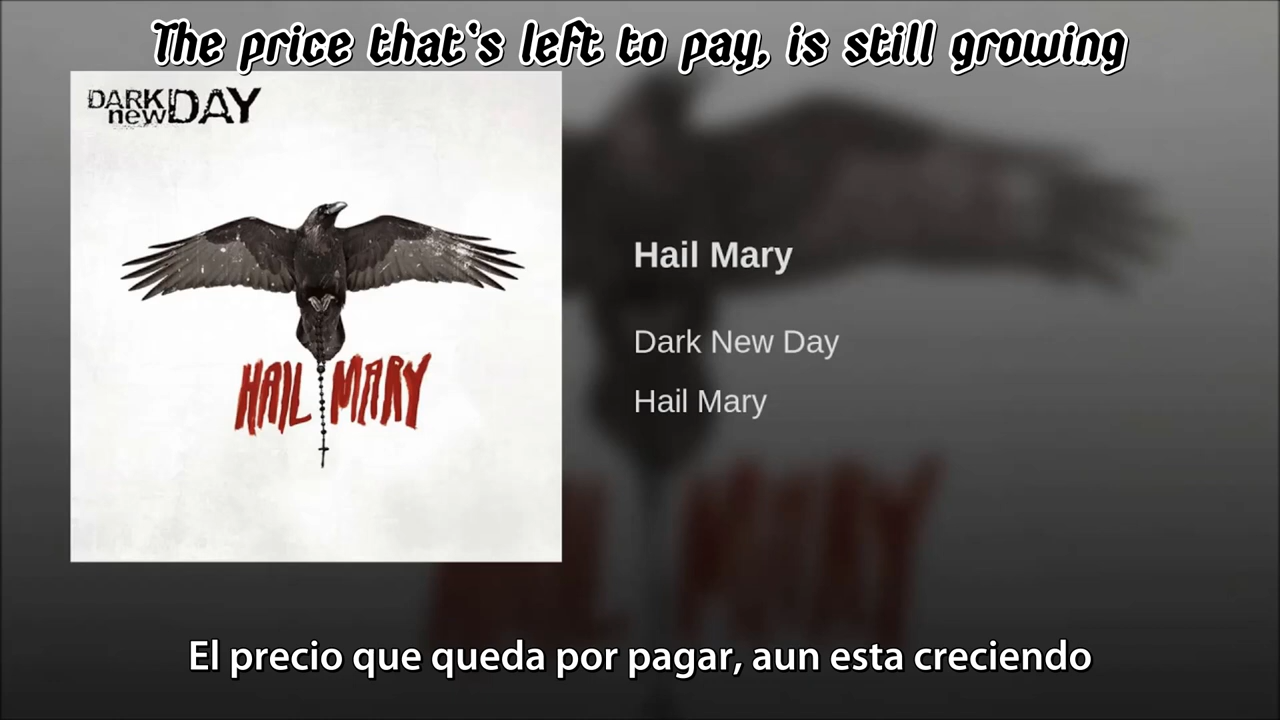 The price that's left to pay, is still growing
DARK
new DAY
HAIL MARY
Hail Mary
Dark New Day
Hail Mary
El precio que queda por pagar, aun esta creciendo